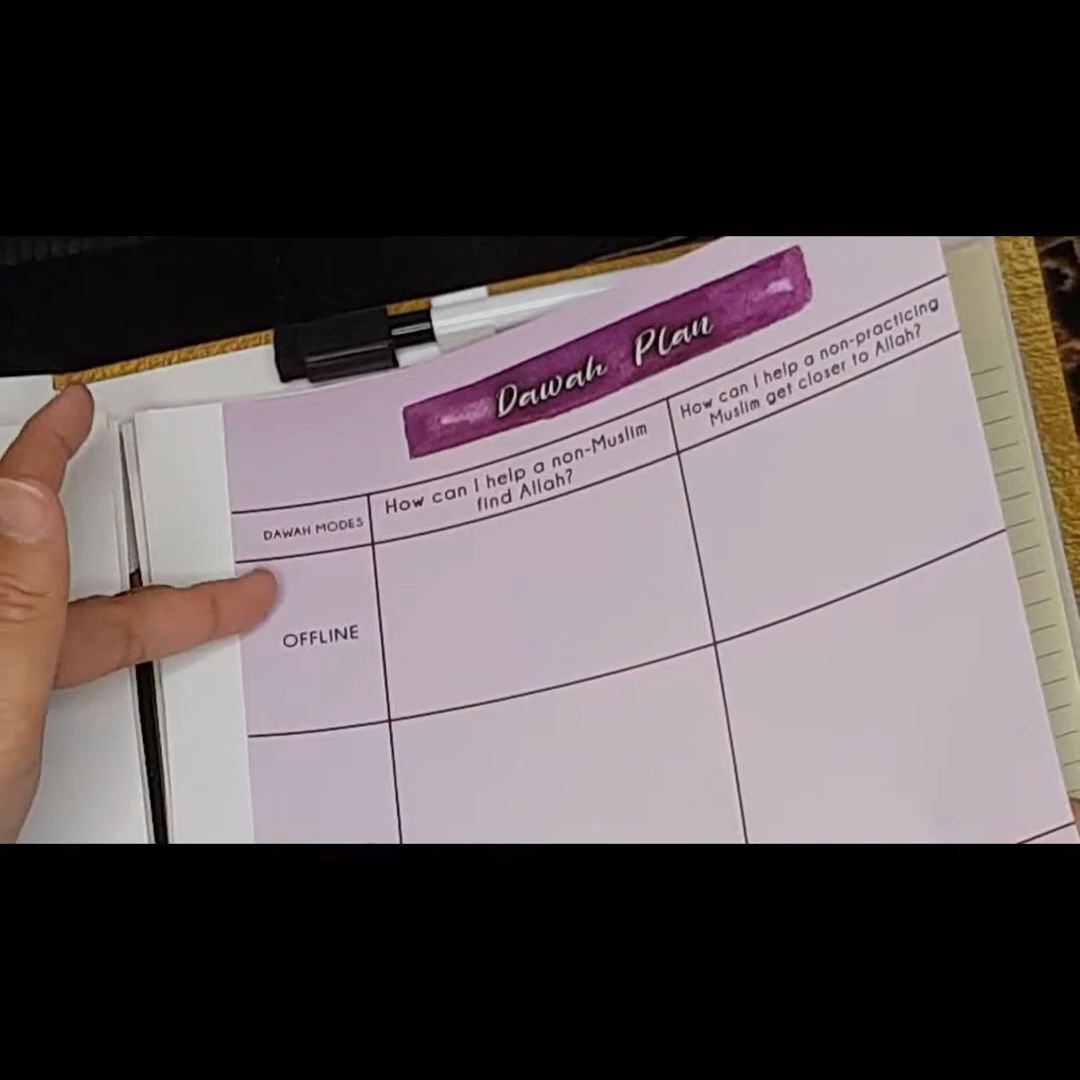 Dawah Plan
DAWAH MODES
How can I help a non-Muslim
find Allah?
How can I help a non-practicing
Muslim get closer to Allah?
OFFLINE